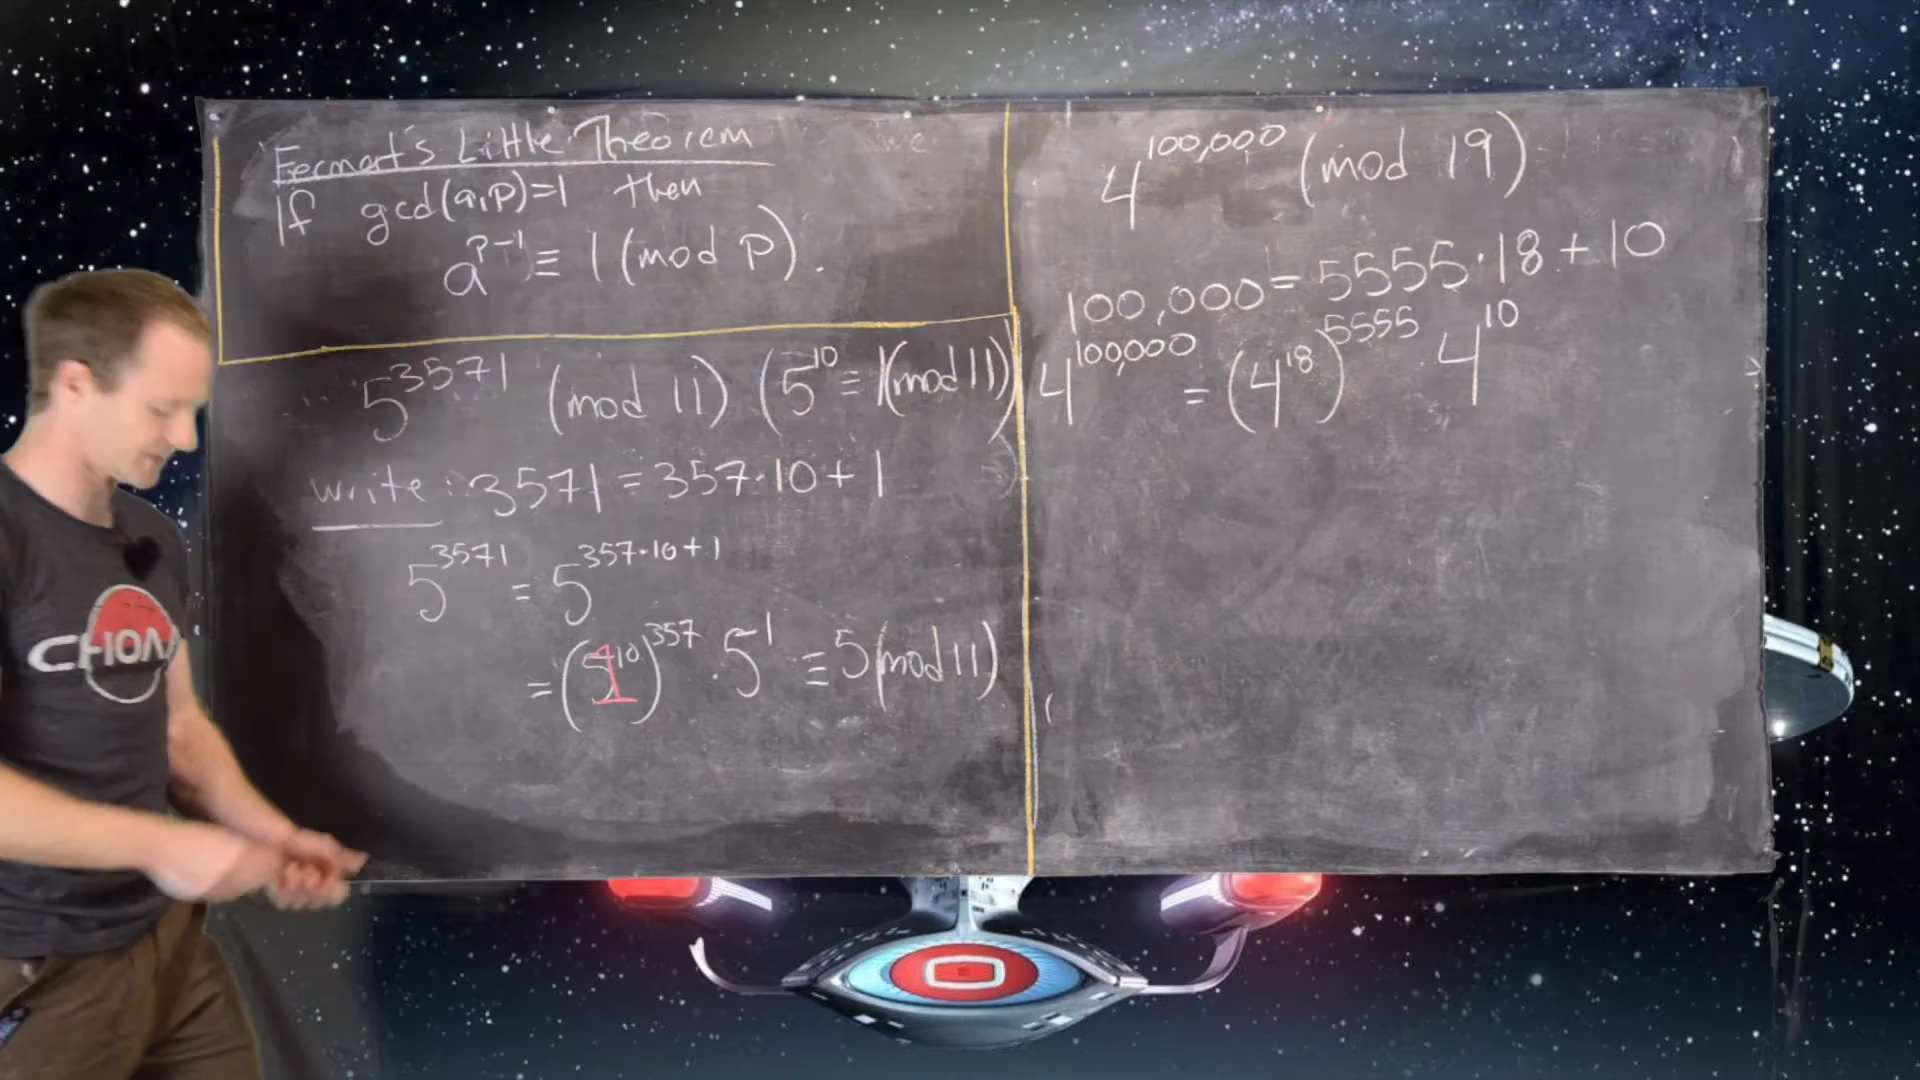 Fermat's Little Theorem
If gcd(a,p)=1 then
a^{p-1} ≡ 1 (mod p).
5^{3571} (mod 11) (5^{10} ≡ 1(mod 11))
write: 3571 = 357·10 + 1
5^{3571} = 5^{357·10+1}
= (5^{10})^{357} · 5^1 ≡ 5(mod 11)
1
4^{100,000} (mod 19)
100,000 = 5555·18 + 10
4^{100,000} = (4^{18})^{5555} 4^{10}